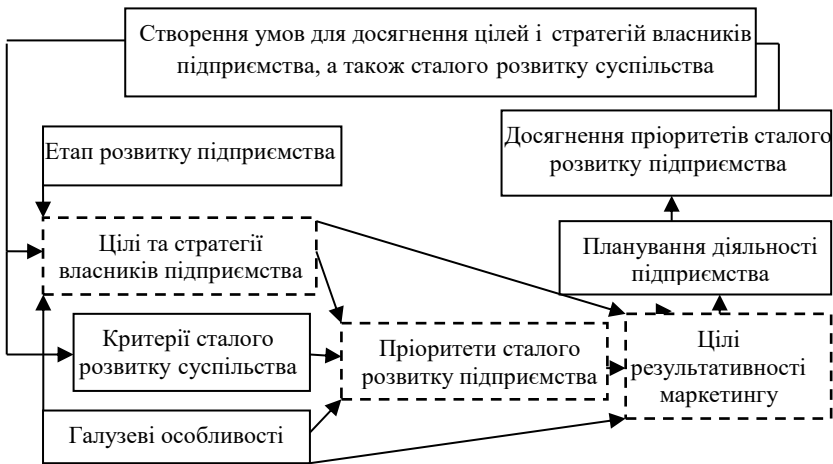 Створення умов для досягнення цілей і стратегій власників
підприємства, а також сталого розвитку суспільства
Етап розвитку підприємства
Досягнення пріоритетів сталого
розвитку підприємства
Цілі та стратегії
власників підприємства
Планування діяльності
підприємства
Критерії сталого
розвитку суспільства
Пріоритети сталого
розвитку підприємства
Цілі
результативності
маркетингу
Галузеві особливості